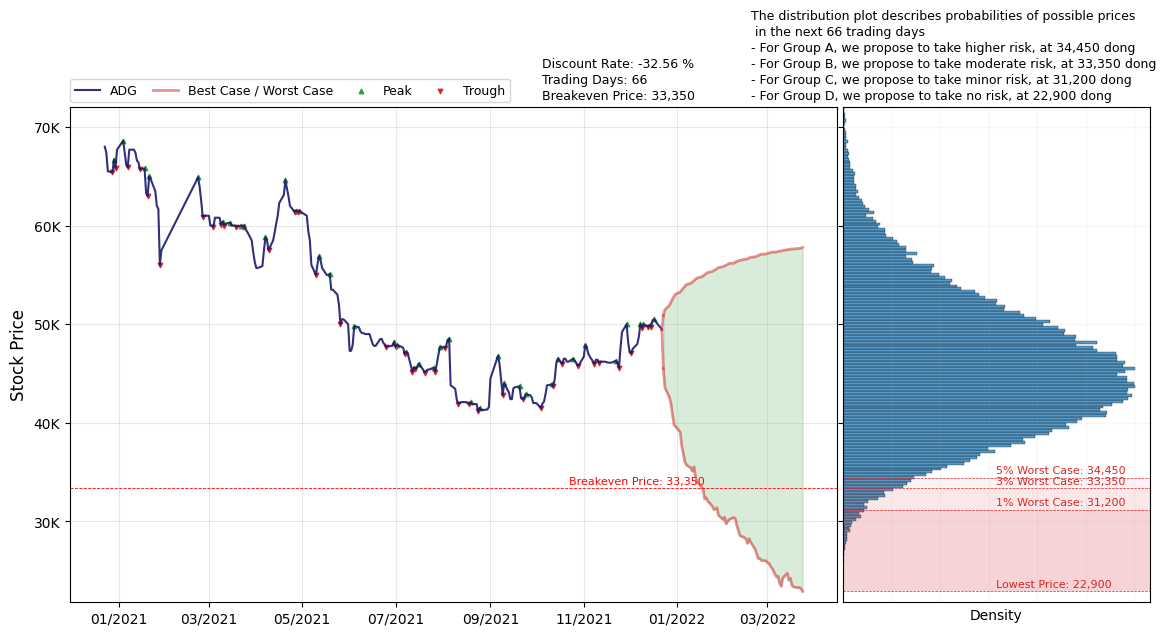 The distribution plot describes probabilities of possible prices
in the next 66 trading days
- For Group A, we propose to take higher risk, at 34,450 dong
- For Group B, we propose to take moderate risk, at 33,350 dong
- For Group C, we propose to take minor risk, at 31,200 dong
- For Group D, we propose to take no risk, at 22,900 dong
Discount Rate: -32.56 %
Trading Days: 66
Breakeven Price: 33,350
ADG
Best Case / Worst Case
Peak
Trough
Stock Price
70K
60K
50K
40K
30K
Breakeven Price: 33,350
01/2021
03/2021
05/2021
07/2021
09/2021
11/2021
01/2022
03/2022
5% Worst Case: 34,450
3% Worst Case: 33,350
1% Worst Case: 31,200
Lowest Price: 22,900
Density